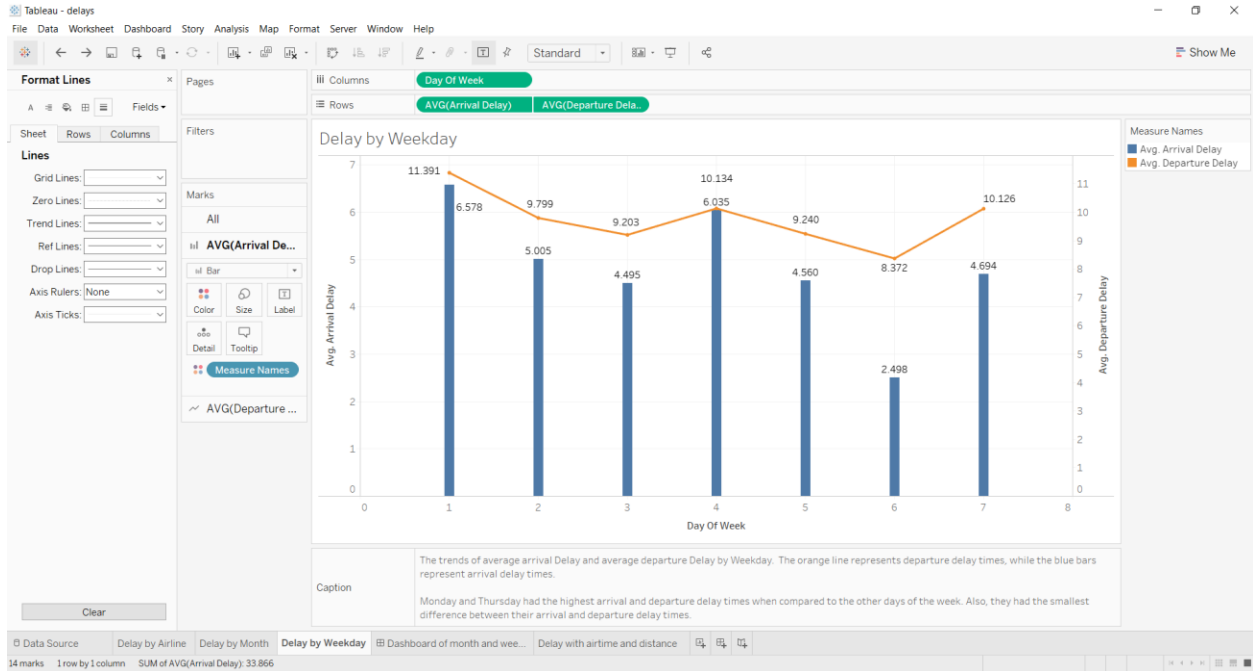 Tableau - delays
File Data Worksheet Dashboard Story Analysis Map Format Server Window Help
Standard
Show Me
Format Lines ×
Fields
Sheet Rows Columns
Lines
Grid Lines:
Zero Lines:
Trend Lines:
Ref Lines:
Drop Lines:
Axis Rulers: None
Axis Ticks:
Clear
Pages
Filters
Marks
All
AVG(Arrival De...
Bar
Color Size Label
Detail Tooltip
Measure Names
AVG(Departure ...
Columns Day Of Week
Rows AVG(Arrival Delay) AVG(Departure Dela..
Delay by Weekday
Avg. Arrival Delay
7
6
5
4
3
2
1
0
11.391
6.578
9.799
5.005
9.203
4.495
10.134
6.035
9.240
4.560
8.372
2.498
10.126
4.694
11
10
9
8
7
6
5
4
3
2
1
0
Avg. Departure Delay
0 1 2 3 4 5 6 7 8
Day Of Week
Measure Names
Avg. Arrival Delay
Avg. Departure Delay
Caption
The trends of average arrival Delay and average departure Delay by Weekday. The orange line represents departure delay times, while the blue bars
represent arrival delay times.
Monday and Thursday had the highest arrival and departure delay times when compared to the other days of the week. Also, they had the smallest
difference between their arrival and departure delay times.
Data Source Delay by Airline Delay by Month Delay by Weekday Dashboard of month and wee... Delay with airtime and distance
14 marks 1 row by 1 column SUM of AVG(Arrival Delay): 33.866